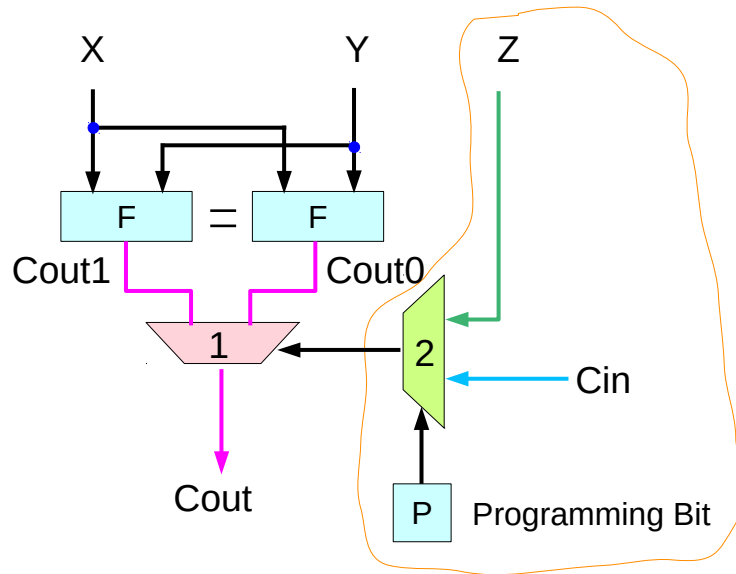 X
Y
Z
F
=
F
Cout1
Cout0
1
2
Cin
Cout
P
Programming Bit